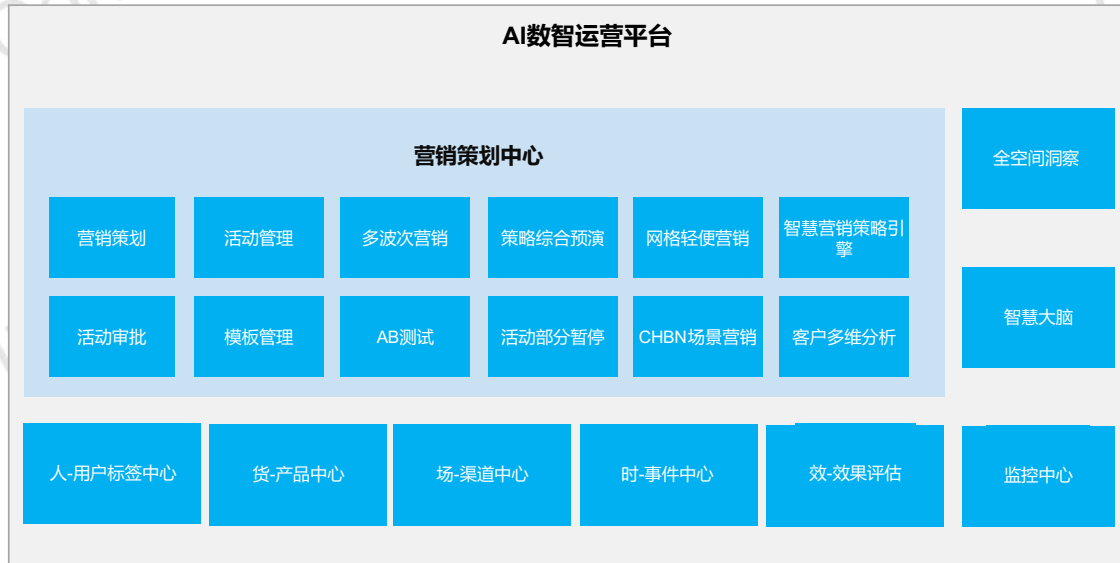 AI数智运营平台
营销策划中心
全空间洞察
营销策划
活动管理
多波次营销
策略综合预演
网格轻便营销
智慧营销策略引
擎
智慧大脑
活动审批
模板管理
AB测试
活动部分暂停
CHBN场景营销
客户多维分析
人-用户标签中心
货-产品中心
场-渠道中心
时-事件中心
效-效果评估
监控中心